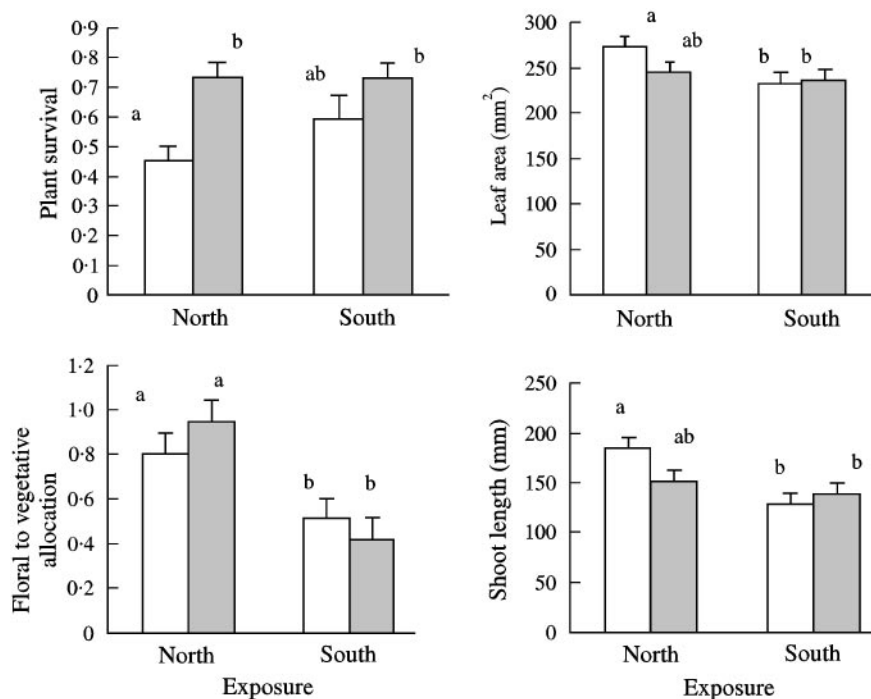 Plant survival
0·9
0·8
0·7
0·6
0·5
0·4
0·3
0·2
0·1
0
a
b
ab
b
North South
Leaf area (mm²)
300
250
200
150
100
50
0
a
ab
b
b
North South
Floral to vegetative
allocation
1·2
1·0
0·8
0·6
0·4
0·2
0
a
a
b
b
North South
Exposure
Shoot length (mm)
250
200
150
100
50
0
a
ab
b
b
North South
Exposure